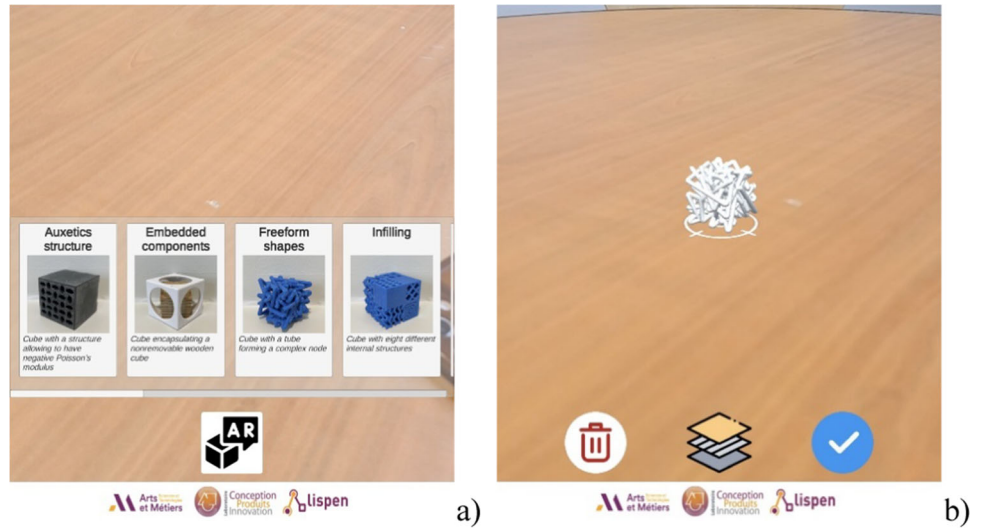 Auxetics
structure
Cube with a structure
allowing to have
negative Poisson's
modulus
Embedded
components
Cube encapsulating a
nonremovable wooden
cube
Freeform
shapes
Cube with a tube
forming a complex node
Infilling
Cube with eight different
internal structures
AR
Arts
et Métiers
Conception
Produits
Innovation
lispen
a)
Arts
et Métiers
Conception
Produits
Innovation
lispen
b)